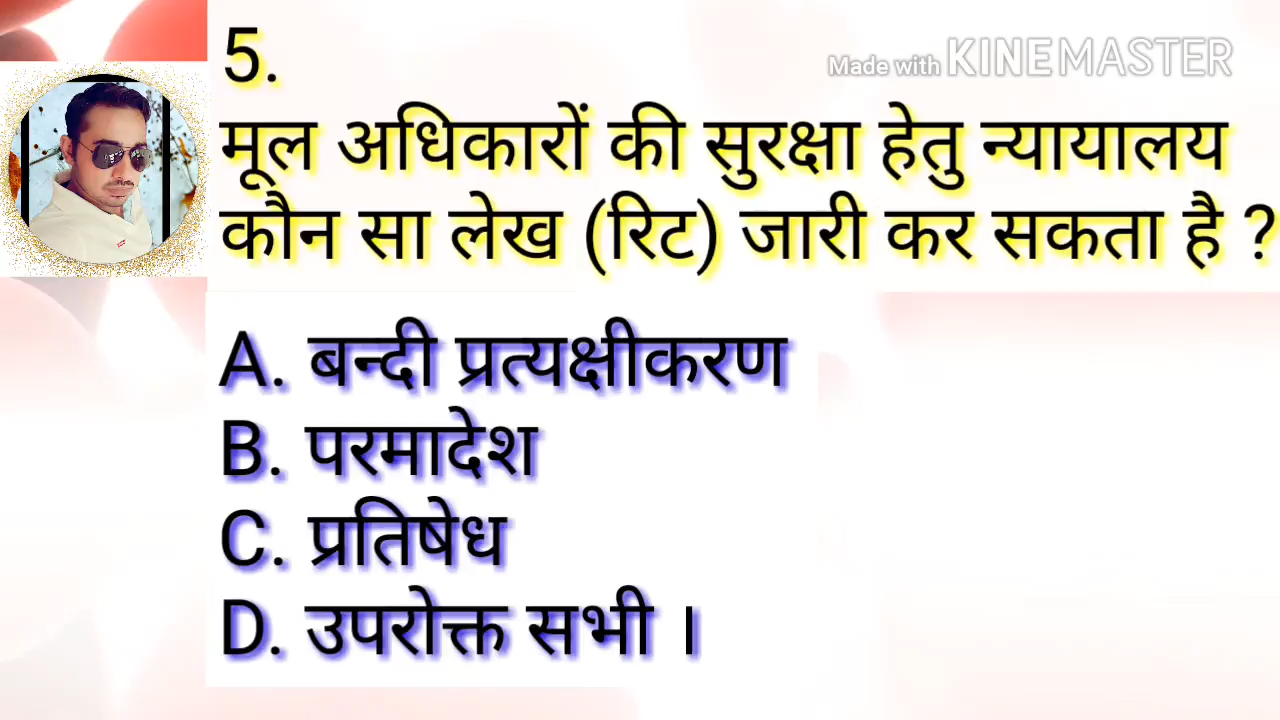 5.
Made with KINEMASTER
मूल अधिकारों की सुरक्षा हेतु न्यायालय
कौन सा लेख (रिट) जारी कर सकता है ?
A. बन्दी प्रत्यक्षीकरण
B. परमादेश
C. प्रतिषेध
D. उपरोक्त सभी ।